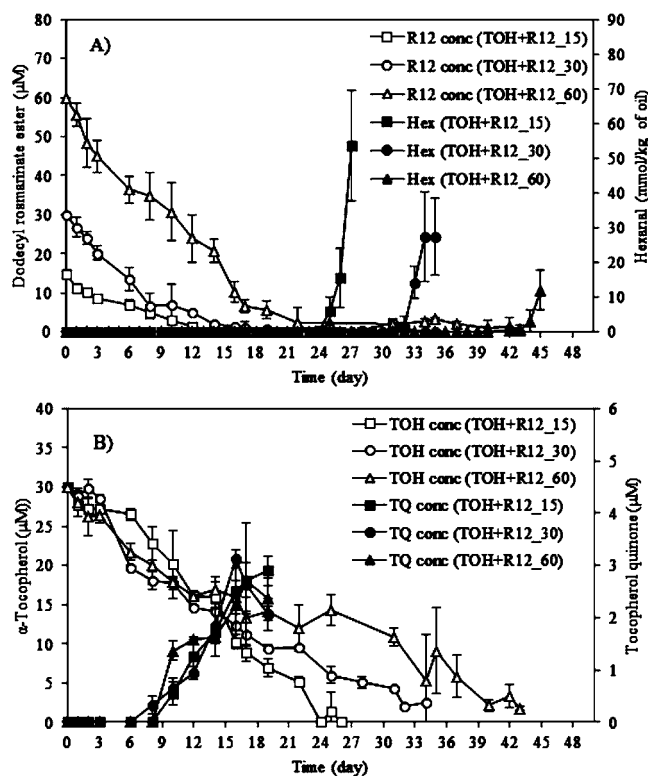 A)
80
70
60
50
40
30
20
10
0
Dodecyl rosmarinate ester (μM)
R12 conc (TOH+R12_15)
R12 conc (TOH+R12_30)
R12 conc (TOH+R12_60)
Hex (TOH+R12_15)
Hex (TOH+R12_30)
Hex (TOH+R12_60)
90
80
70
60
50
40
30
20
10
0
Hexanal (mmol/kg of oil)
0 3 6 9 12 15 18 21 24 27 30 33 36 39 42 45 48
Time (day)
B)
40
35
30
25
20
15
10
5
0
α-Tocopherol (μM))
TOH conc (TOH+R12_15)
TOH conc (TOH+R12_30)
TOH conc (TOH+R12_60)
TQ conc (TOH+R12_15)
TQ conc (TOH+R12_30)
TQ conc (TOH+R12_60)
6
5
4
3
2
1
0
Tocopherol quinone (μM)
0 3 6 9 12 15 18 21 24 27 30 33 36 39 42 45 48
Time (day)